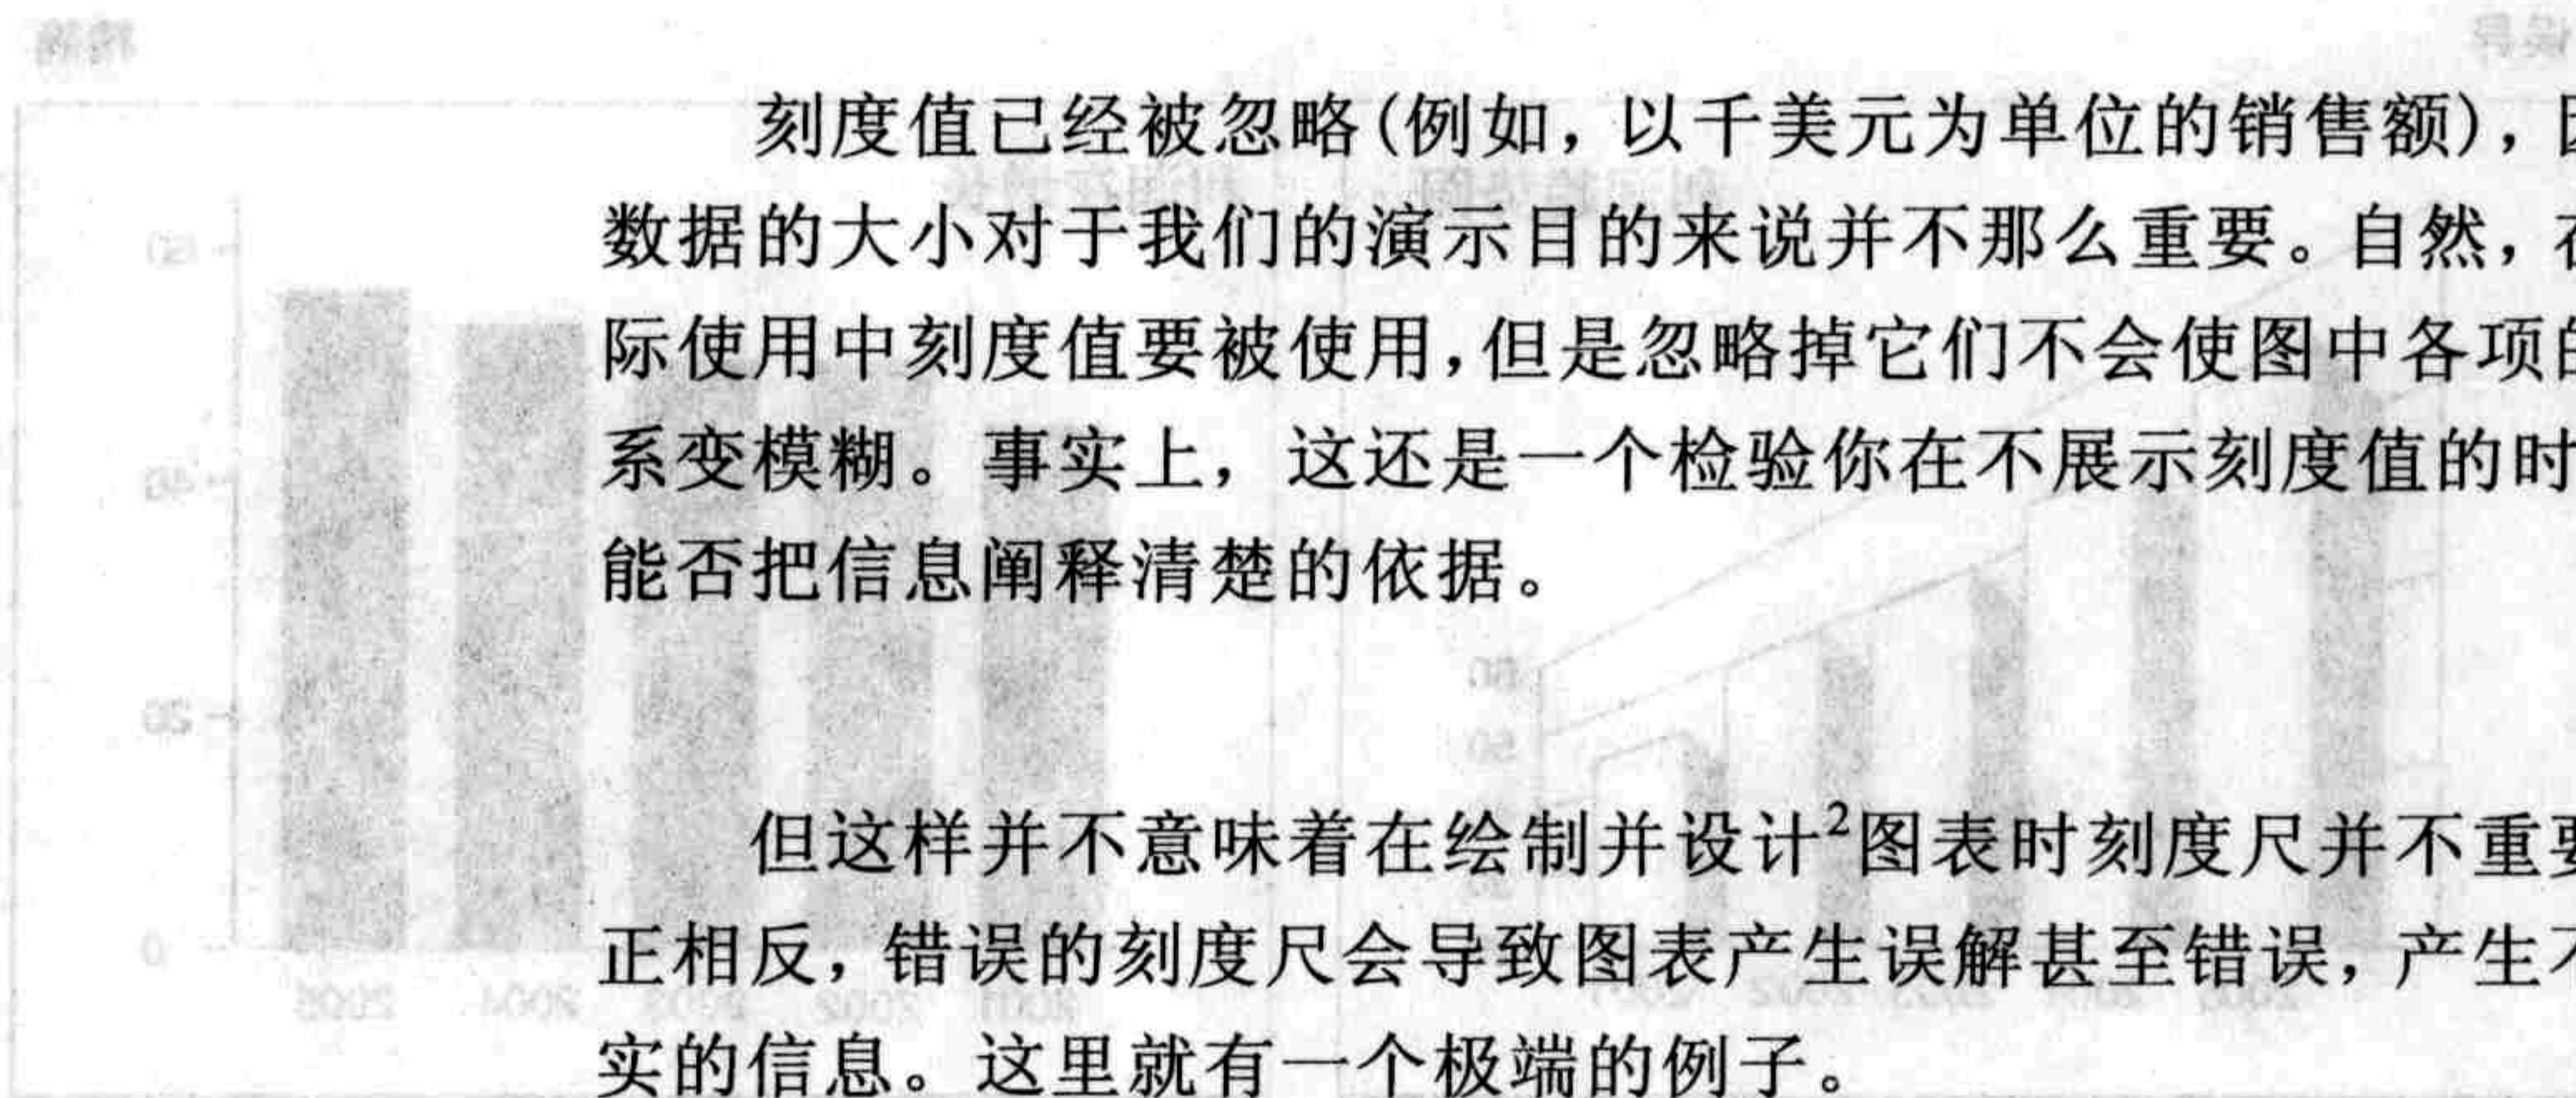 刻度值已经被忽略(例如，以千美元为单位的销售额)，因
数据的大小对于我们的演示目的来说并不那么重要。自然，在
际使用中刻度值要被使用，但是忽略掉它们不会使图中各项的
系变模糊。事实上，这还是一个检验你在不展示刻度值的时
能否把信息阐释清楚的依据。
但这样并不意味着在绘制并设计²图表时刻度尺并不重要
正相反，错误的刻度尺会导致图表产生误解甚至错误，产生不
实的信息。这里就有一个极端的例子。